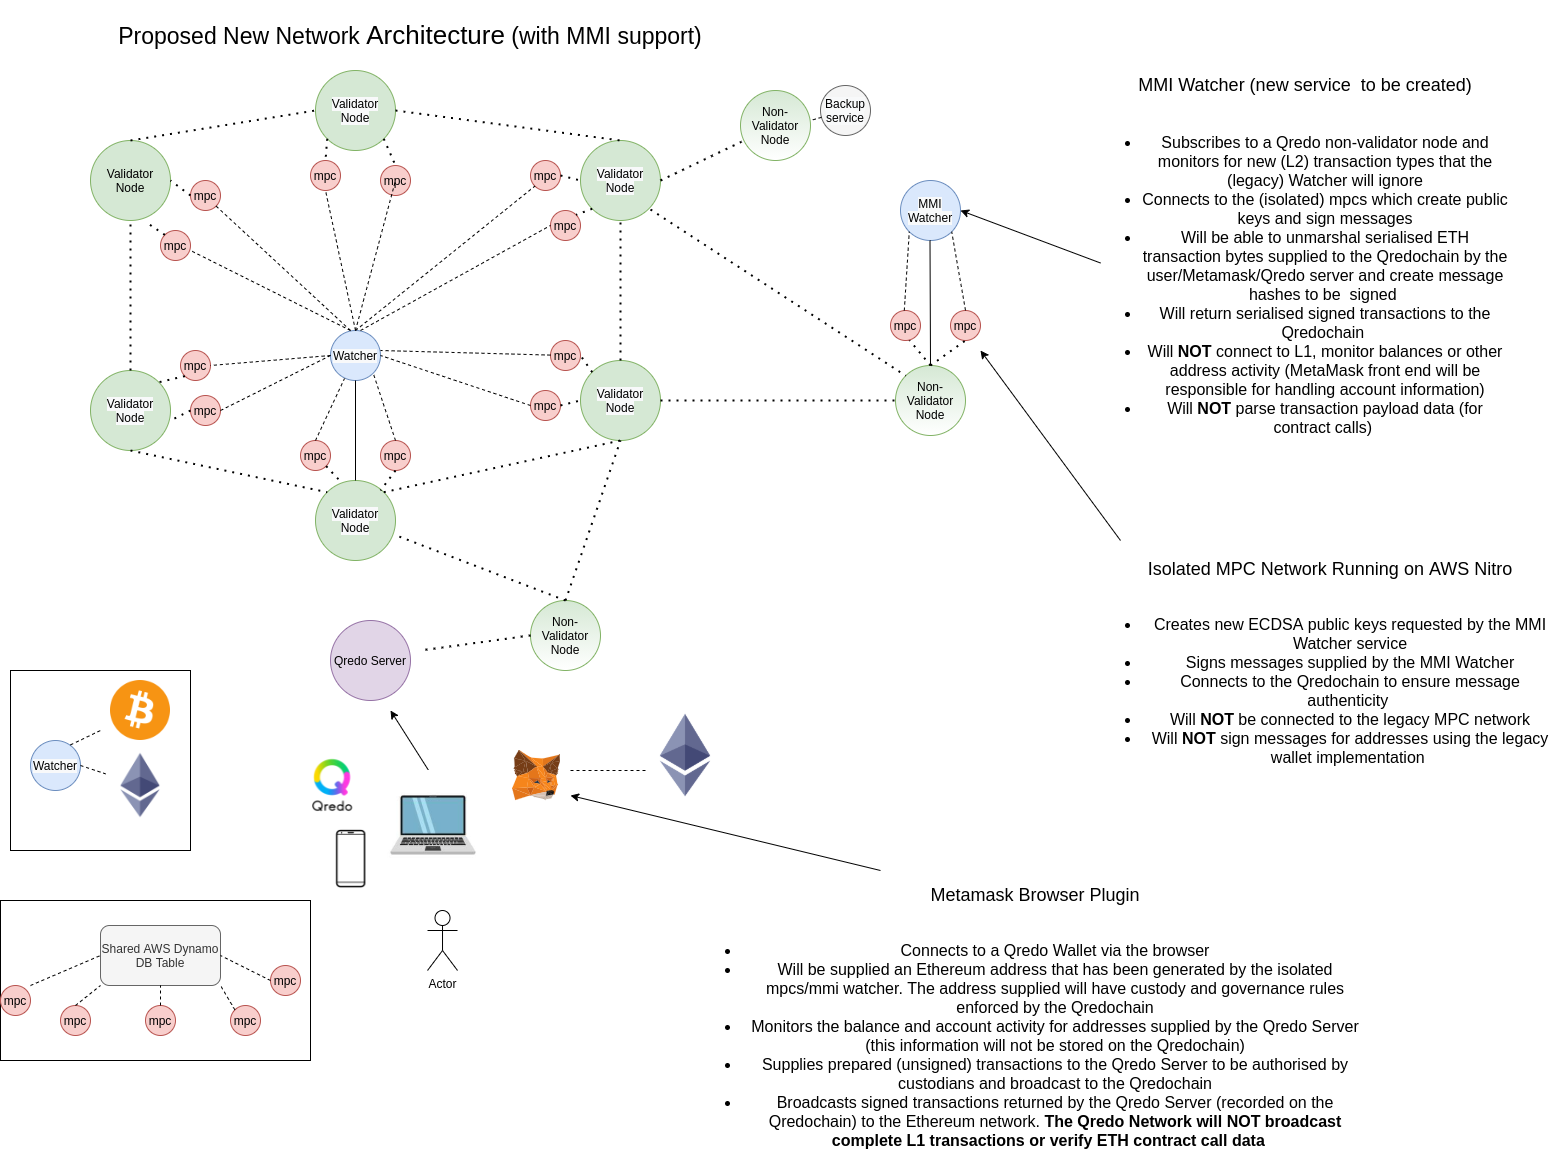 Proposed New Network Architecture (with MMI support)
Validator
Node
Validator
Node
Validator
Node
Non-
Validator
Node
Backup
service
mpc
mpc
mpc
mpc
mpc
mpc
MMI
Watcher
mpc
mpc
Watcher
mpc
mpc
mpc
mpc
Validator
Node
Validator
Node
Non-
Validator
Node
mpc
mpc
Validator
Node
Non-
Validator
Node
Qredo Server
Watcher
Qredo
Shared AWS Dynamo
DB Table
mpc
mpc
mpc
mpc
mpc
Actor
MMI Watcher (new service to be created)
• Subscribes to a Qredo non-validator node and
monitors for new (L2) transaction types that the
(legacy) Watcher will ignore
• Connects to the (isolated) mpcs which create public
keys and sign messages
• Will be able to unmarshal serialised ETH
transaction bytes supplied to the Qredochain by the
user/Metamask/Qredo server and create message
hashes to be signed
• Will return serialised signed transactions to the
Qredochain
• Will NOT connect to L1, monitor balances or other
address activity (MetaMask front end will be
responsible for handling account information)
• Will NOT parse transaction payload data (for
contract calls)
Isolated MPC Network Running on AWS Nitro
• Creates new ECDSA public keys requested by the MMI
Watcher service
• Signs messages supplied by the MMI Watcher
• Connects to the Qredochain to ensure message
authenticity
• Will NOT be connected to the legacy MPC network
• Will NOT sign messages for addresses using the legacy
wallet implementation
Metamask Browser Plugin
• Connects to a Qredo Wallet via the browser
• Will be supplied an Ethereum address that has been generated by the isolated
mpcs/mmi watcher. The address supplied will have custody and governance rules
enforced by the Qredochain
• Monitors the balance and account activity for addresses supplied by the Qredo Server
(this information will not be stored on the Qredochain)
• Supplies prepared (unsigned) transactions to the Qredo Server to be authorised by
custodians and broadcast to the Qredochain
• Broadcasts signed transactions returned by the Qredo Server (recorded on the
Qredochain) to the Ethereum network. The Qredo Network will NOT broadcast
complete L1 transactions or verify ETH contract call data